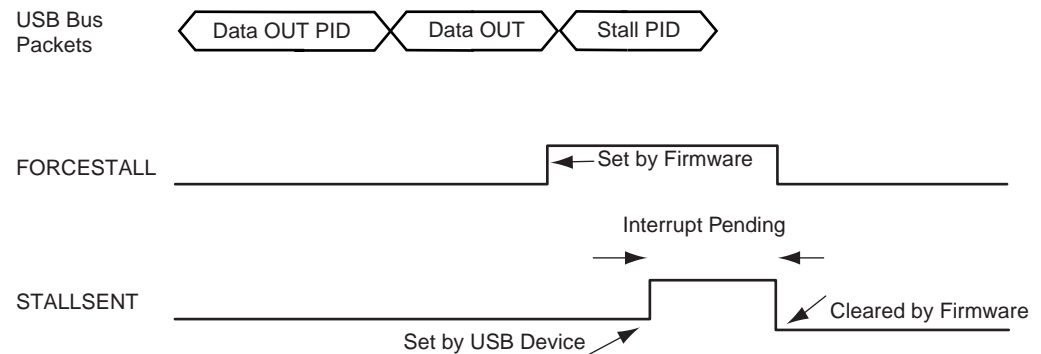 USB Bus
Packets
Data OUT PID
Data OUT
Stall PID
FORCESTALL
Set by Firmware
Interrupt Pending
STALLSENT
Cleared by Firmware
Set by USB Device